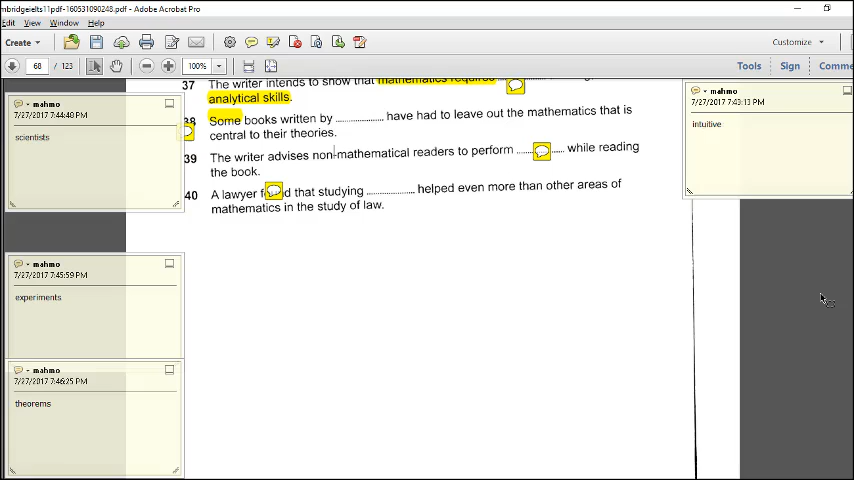 mbridgeielts11pdf-160531090248.pdf - Adobe Acrobat Pro
Edit View Window Help
Create
Customize
68 / 123
100%
Tools Sign Comme
37 The writer intends to show that mathematics requires
analytical skills.
38 Some books written by .................. have had to leave out the mathematics that is
central to their theories.
39 The writer advises non-mathematical readers to perform .................. while reading
the book.
40 A lawyer found that studying .................. helped even more than other areas of
mathematics in the study of law.
mahmo
7/27/2017 7:44:48 PM
scientists
mahmo
7/27/2017 7:45:59 PM
experiments
mahmo
7/27/2017 7:46:25 PM
theorems
mahmo
7/27/2017 7:43:13 PM
intuitive